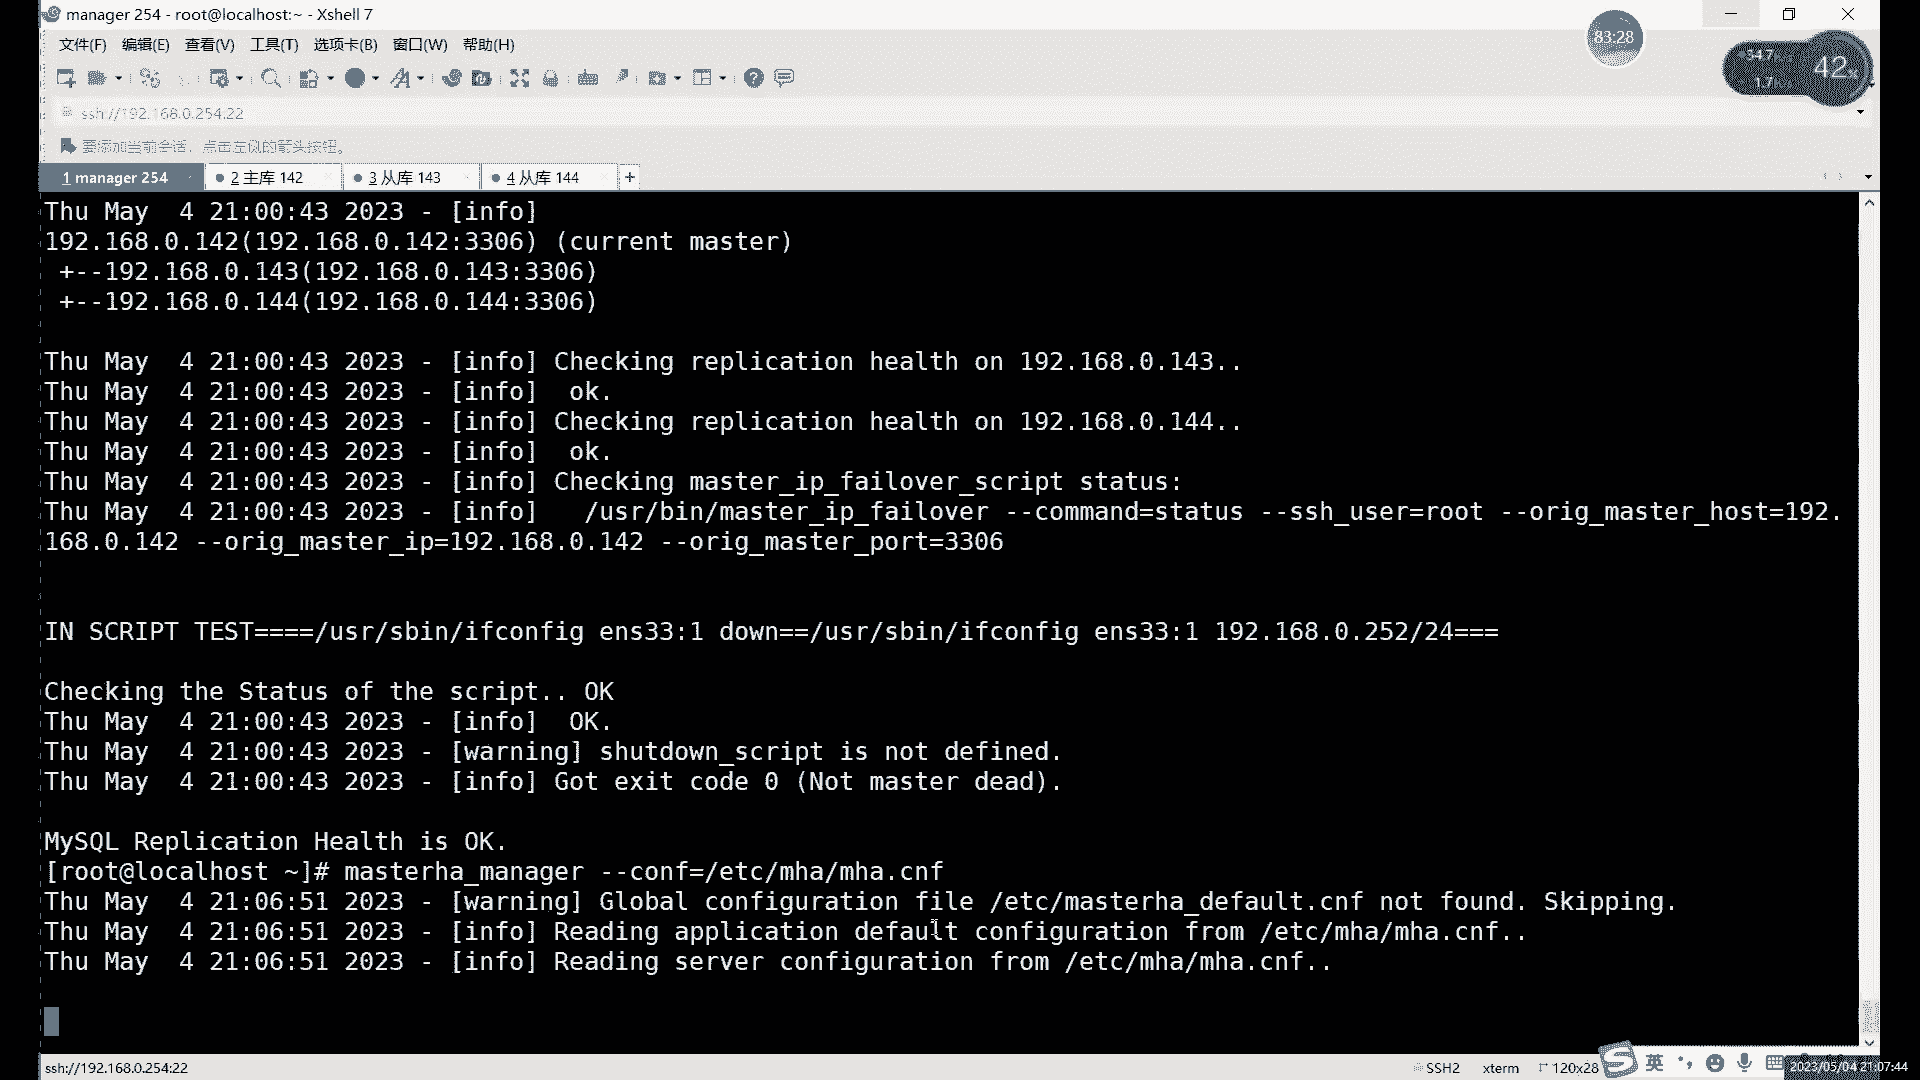 manager 254 - root@localhost:~ - Xshell 7
文件(F) 编辑(E) 查看(V) 工具(T) 选项卡(B) 窗口(W) 帮助(H)
83:28
42%
ssh://192.168.0.254:22
要添加当前会话，点击左侧的箭头按钮。
1 manager 254 2 主库 142 3 从库 143 4 从库 144
Thu May  4 21:00:43 2023 - [info]
192.168.0.142(192.168.0.142:3306) (current master)
 +--192.168.0.143(192.168.0.143:3306)
 +--192.168.0.144(192.168.0.144:3306)
Thu May  4 21:00:43 2023 - [info] Checking replication health on 192.168.0.143..
Thu May  4 21:00:43 2023 - [info]  ok.
Thu May  4 21:00:43 2023 - [info] Checking replication health on 192.168.0.144..
Thu May  4 21:00:43 2023 - [info]  ok.
Thu May  4 21:00:43 2023 - [info] Checking master_ip_failover_script status:
Thu May  4 21:00:43 2023 - [info]   /usr/bin/master_ip_failover --command=status --ssh_user=root --orig_master_host=192.
168.0.142 --orig_master_ip=192.168.0.142 --orig_master_port=3306
IN SCRIPT TEST====/usr/sbin/ifconfig ens33:1 down==/usr/sbin/ifconfig ens33:1 192.168.0.252/24===
Checking the Status of the script.. OK
Thu May  4 21:00:43 2023 - [info]  OK.
Thu May  4 21:00:43 2023 - [warning] shutdown_script is not defined.
Thu May  4 21:00:43 2023 - [info] Got exit code 0 (Not master dead).
MySQL Replication Health is OK.
[root@localhost ~]# masterha_manager --conf=/etc/mha/mha.cnf
Thu May  4 21:06:51 2023 - [warning] Global configuration file /etc/masterha_default.cnf not found. Skipping.
Thu May  4 21:06:51 2023 - [info] Reading application default configuration from /etc/mha/mha.cnf..
Thu May  4 21:06:51 2023 - [info] Reading server configuration from /etc/mha/mha.cnf..
ssh://192.168.0.254:22 SSH2 xterm 120x28 英 2023/05/04 21:07:44